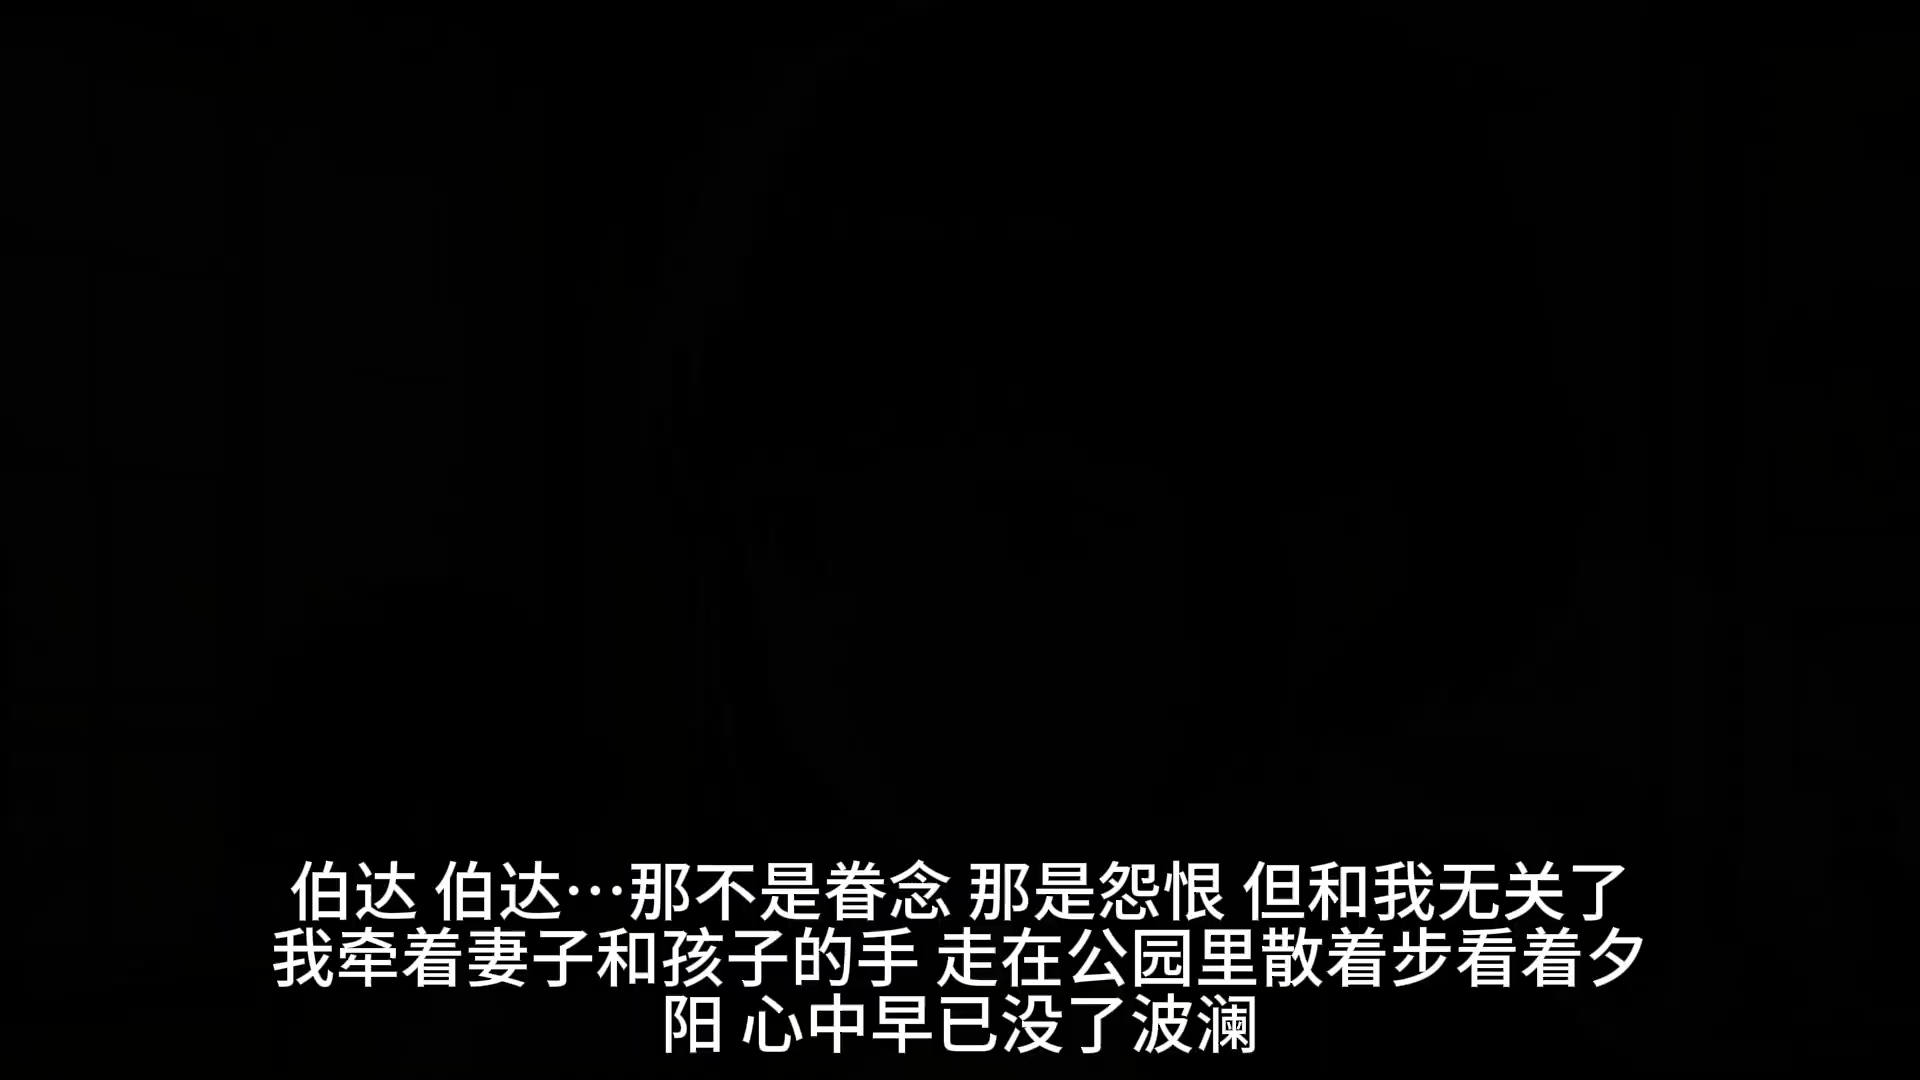 伯达 伯达…那不是眷念 那是怨恨 但和我无关了
我牵着妻子和孩子的手 走在公园里散着步看着夕
阳 心中早已没了波澜